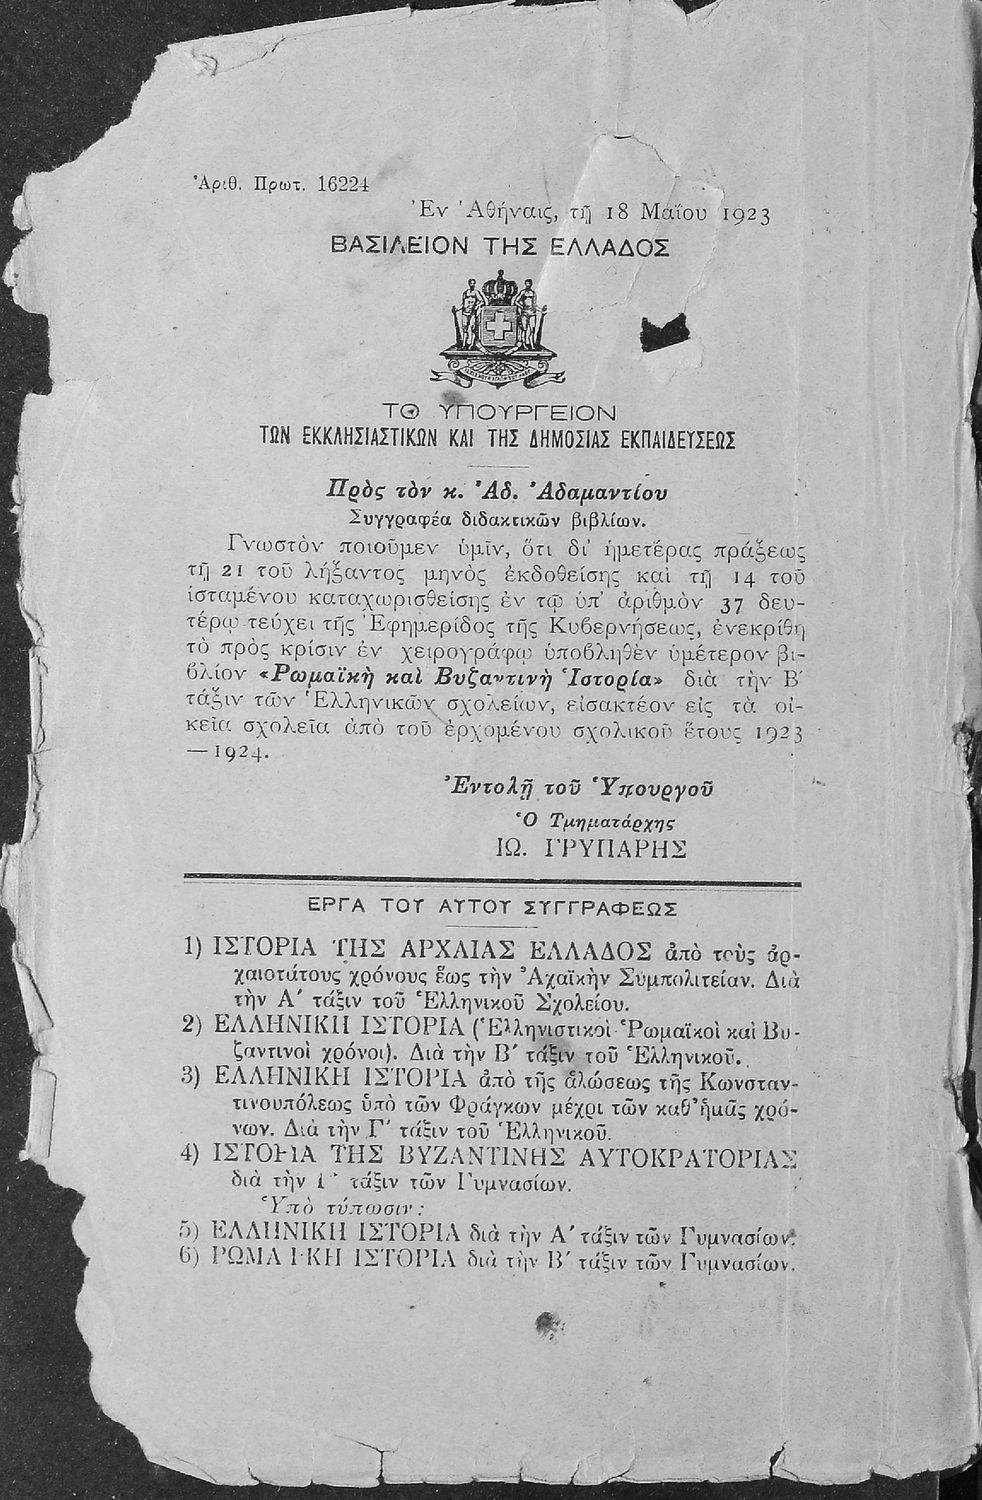 Ἀριθ. Πρωτ. 16224
Ἐν Ἀθήναις, τῇ 18 Μαΐου 1923
ΒΑΣΙΛΕΙΟΝ ΤΗΣ ΕΛΛΑΔΟΣ
ΤΟ ΥΠΟΥΡΓΕΙΟΝ
ΤΩΝ ΕΚΚΛΗΣΙΑΣΤΙΚΩΝ ΚΑΙ ΤΗΣ ΔΗΜΟΣΙΑΣ ΕΚΠΑΙΔΕΥΣΕΩΣ
Πρὸς τὸν κ. Ἀδ. Ἀδαμαντίου
Συγγραφέα διδακτικῶν βιβλίων.
Γνωστὸν ποιοῦμεν ὑμῖν, ὅτι δι' ἡμετέρας πράξεως
τῇ 21 τοῦ λήξαντος μηνὸς ἐκδοθείσης καὶ τῇ 14 τοῦ
ἱσταμένου καταχωρισθείσης ἐν τῷ ὑπ' ἀριθμὸν 37 δευ-
τέρῳ τεύχει τῆς Ἐφημερίδος τῆς Κυβερνήσεως, ἐνεκρίθη
τὸ πρὸς κρίσιν ἐν χειρογράφῳ ὑποβληθὲν ὑμέτερον βι-
βλίον «Ρωμαϊκὴ καὶ Βυζαντινὴ Ἱστορία» διὰ τὴν Β΄
τάξιν τῶν Ἑλληνικῶν σχολείων, εἰσακτέον εἰς τὰ οἰ-
κεῖα σχολεῖα ἀπὸ τοῦ ἐρχομένου σχολικοῦ ἔτους 1923
—1924.
Ἐντολῇ τοῦ Ὑπουργοῦ
Ὁ Τμηματάρχης
ΙΩ. ΓΡΥΠΑΡΗΣ
ΕΡΓΑ ΤΟΥ ΑΥΤΟΥ ΣΥΓΓΡΑΦΕΩΣ
1) ΙΣΤΟΡΙΑ ΤΗΣ ΑΡΧΑΙΑΣ ΕΛΛΑΔΟΣ ἀπὸ τοὺς ἀρ-
χαιοτάτους χρόνους ἕως τὴν Ἀχαϊκὴν Συμπολιτείαν. Διὰ
τὴν Α΄ τάξιν τοῦ Ἑλληνικοῦ Σχολείου.
2) ΕΛΛΗΝΙΚΗ ΙΣΤΟΡΙΑ (Ἑλληνιστικοὶ Ῥωμαϊκοὶ καὶ Βυ-
ζαντινοὶ χρόνοι). Διὰ τὴν Β΄ τάξιν τοῦ Ἑλληνικοῦ.
3) ΕΛΛΗΝΙΚΗ ΙΣΤΟΡΙΑ ἀπὸ τῆς ἁλώσεως τῆς Κωνσταν-
τινουπόλεως ὑπὸ τῶν Φράγκων μέχρι τῶν καθ' ἡμᾶς χρό-
νων. Διὰ τὴν Γ΄ τάξιν τοῦ Ἑλληνικοῦ.
4) ΙΣΤΟΡΙΑ ΤΗΣ ΒΥΖΑΝΤΙΝΗΣ ΑΥΤΟΚΡΑΤΟΡΙΑΣ
διὰ τὴν Γ΄ τάξιν τῶν Γυμνασίων.
Ὑπὸ τύπωσιν:
5) ΕΛΛΗΝΙΚΗ ΙΣΤΟΡΙΑ διὰ τὴν Α΄ τάξιν τῶν Γυμνασίων.
6) ΡΩΜΑΙΚΗ ΙΣΤΟΡΙΑ διὰ τὴν Β΄ τάξιν τῶν Γυμνασίων.